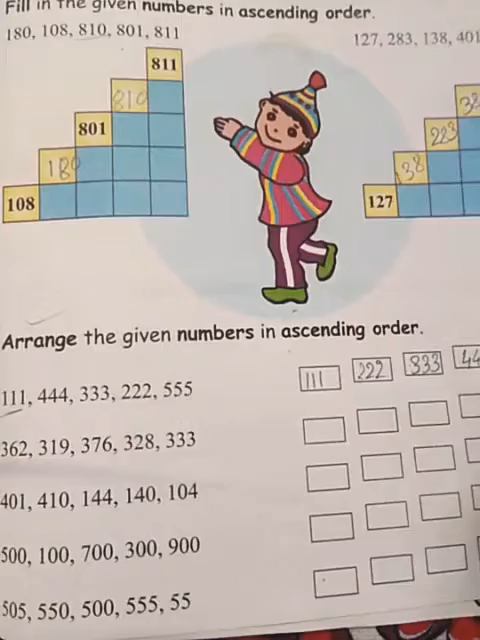 Fill in the given numbers in ascending order.
180, 108, 810, 801, 811
127, 283, 138, 401
811
810
801
180
108
38
283
138
127
Arrange the given numbers in ascending order.
111, 444, 333, 222, 555
111 222 333 44
362, 319, 376, 328, 333
401, 410, 144, 140, 104
500, 100, 700, 300, 900
505, 550, 500, 555, 55